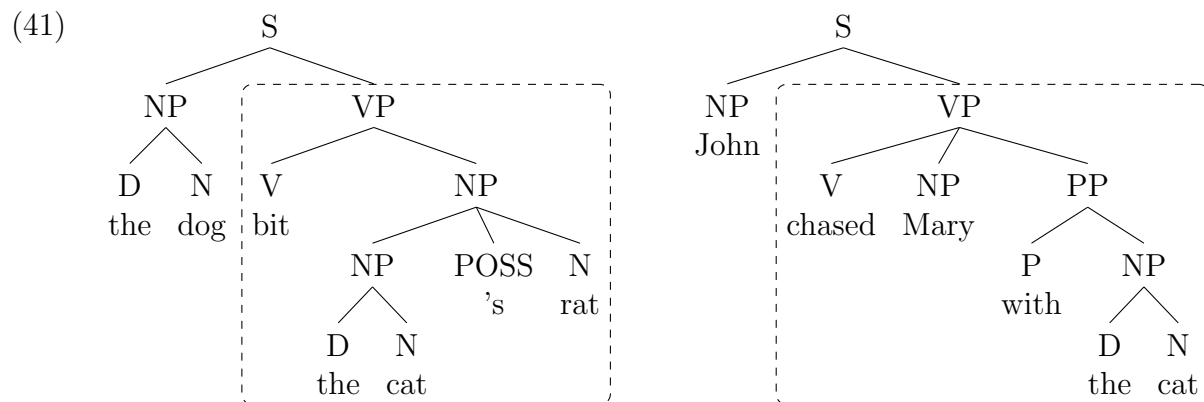 (41)
S
S
NP VP
NP VP
John
D N V NP
V NP PP
the dog bit
chased Mary
NP POSS N
P NP
's rat
with
D N
D N
the cat
the cat